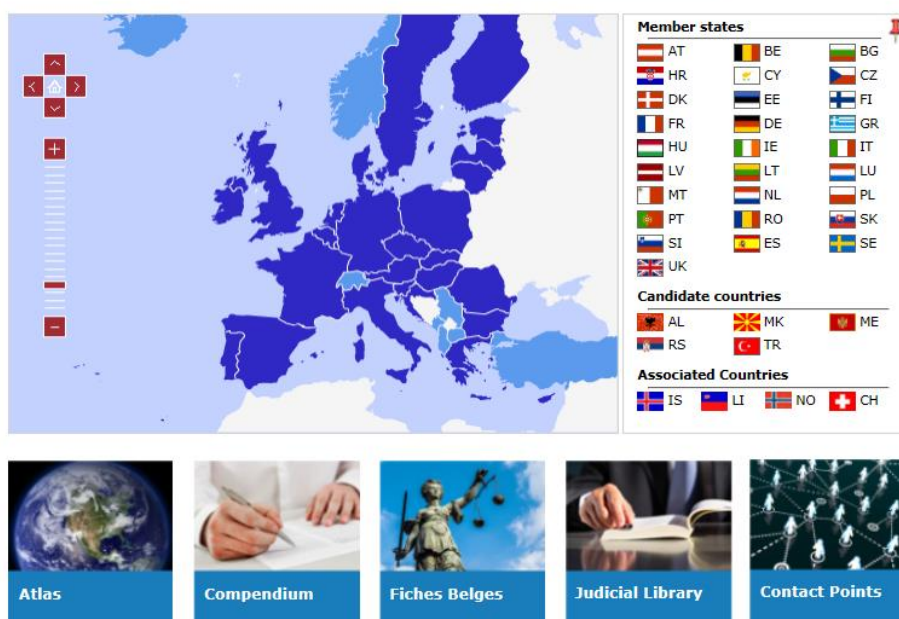 Member states
AT BE BG
HR CY CZ
DK EE FI
FR DE GR
HU IE IT
LV LT LU
MT NL PL
PT RO SK
SI ES SE
UK
Candidate countries
AL MK ME
RS TR
Associated Countries
IS LI NO CH
Atlas Compendium Fiches Belges Judicial Library Contact Points